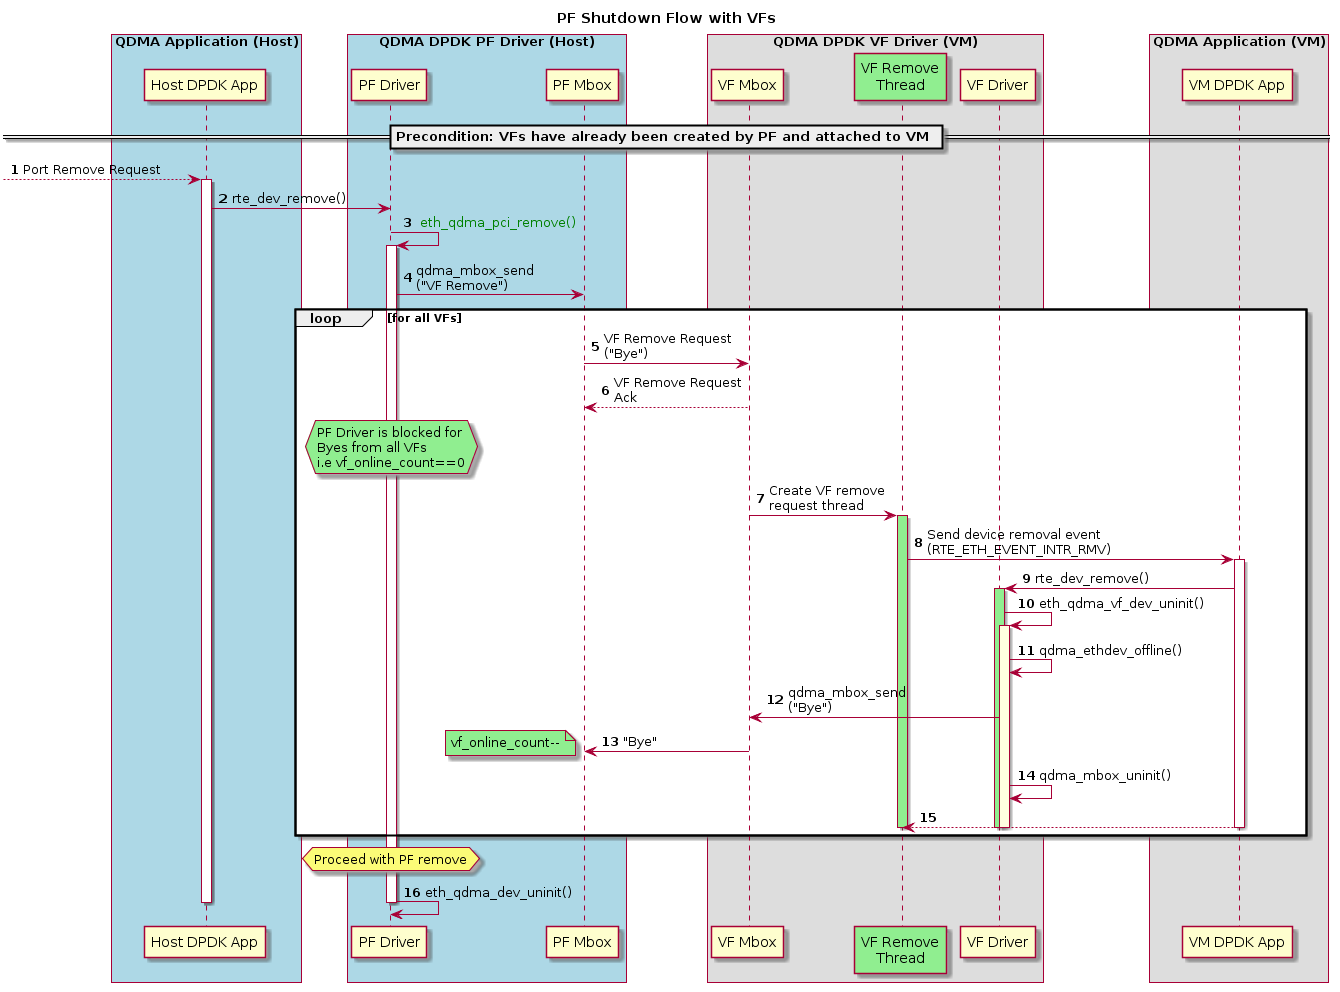 PF Shutdown Flow with VFs
QDMA Application (Host)
QDMA DPDK PF Driver (Host)
QDMA DPDK VF Driver (VM)
QDMA Application (VM)
Host DPDK App
PF Driver
PF Mbox
VF Mbox
VF Remove
Thread
VF Driver
VM DPDK App
Precondition: VFs have already been created by PF and attached to VM
1 Port Remove Request
2 rte_dev_remove()
3 eth_qdma_pci_remove()
4 qdma_mbox_send
("VF Remove")
loop [for all VFs]
5 VF Remove Request
("Bye")
6 VF Remove Request
Ack
PF Driver is blocked for
Byes from all VFs
i.e vf_online_count==0
7 Create VF remove
request thread
8 Send device removal event
(RTE_ETH_EVENT_INTR_RMV)
9 rte_dev_remove()
10 eth_qdma_vf_dev_uninit()
11 qdma_ethdev_offline()
12 qdma_mbox_send
("Bye")
vf_online_count--
13 "Bye"
14 qdma_mbox_uninit()
15
Proceed with PF remove
16 eth_qdma_dev_uninit()
Host DPDK App
PF Driver
PF Mbox
VF Mbox
VF Remove
Thread
VF Driver
VM DPDK App